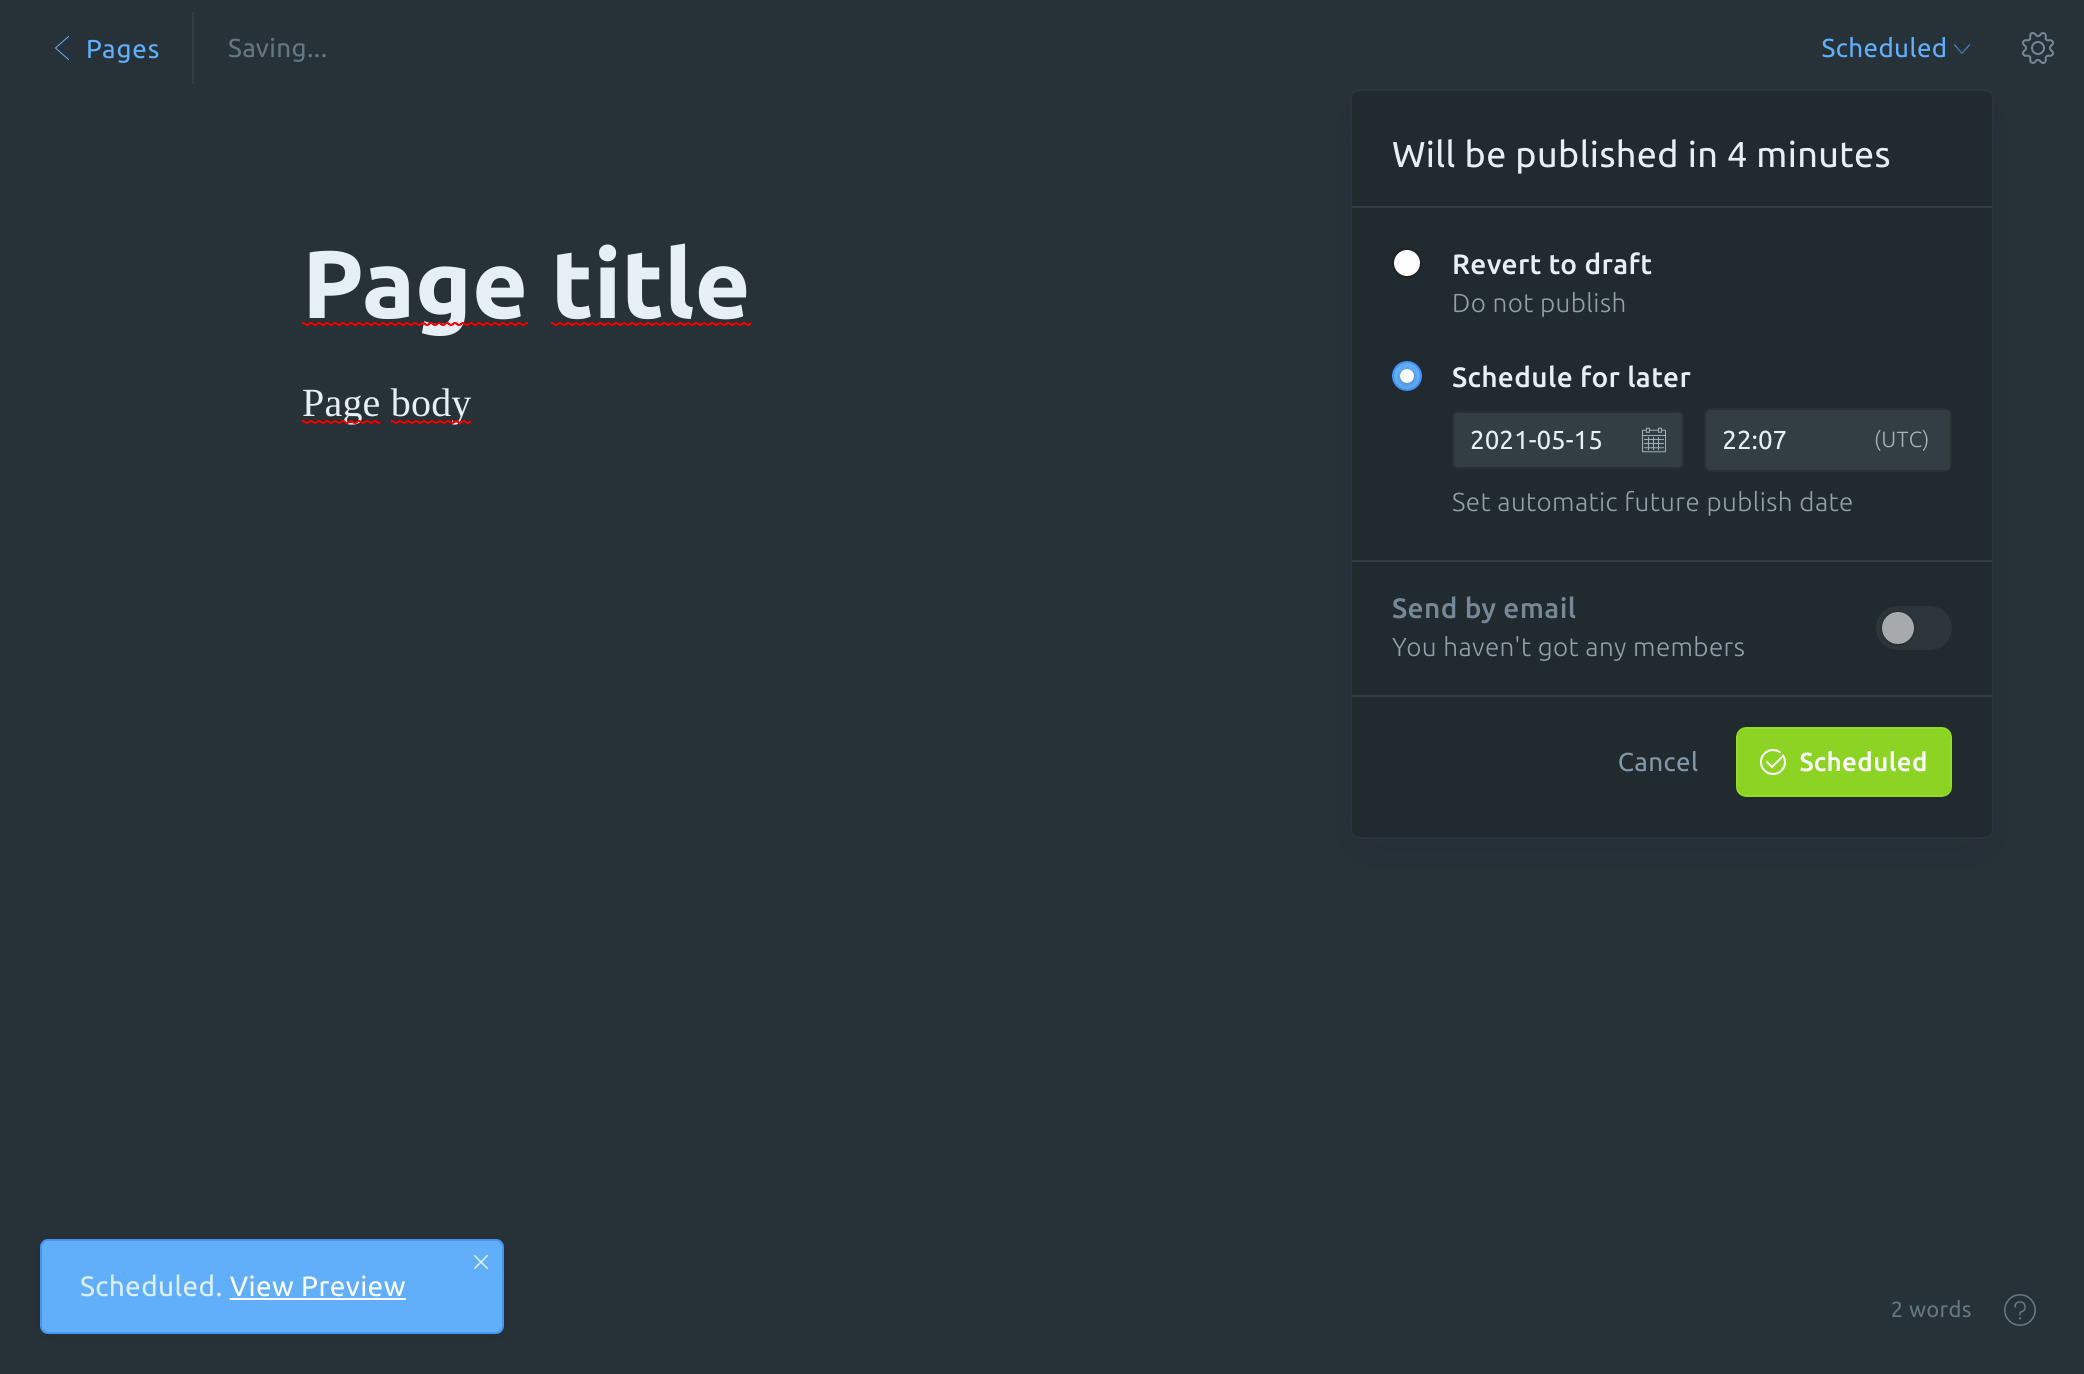 Pages
Saving...
Scheduled
Will be published in 4 minutes
Page title
Page body
Revert to draft
Do not publish
Schedule for later
2021-05-15
22:07 (UTC)
Set automatic future publish date
Send by email
You haven't got any members
Cancel
Scheduled
Scheduled. View Preview
2 words
?